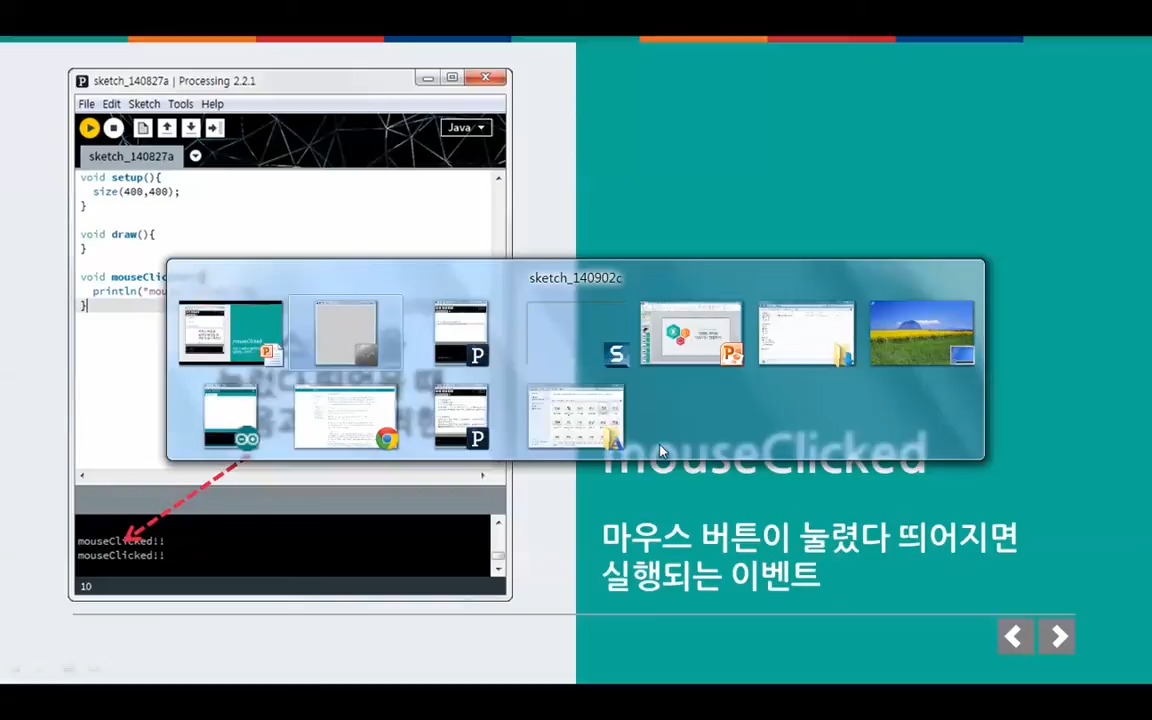 sketch_140827a | Processing 2.2.1
File Edit Sketch Tools Help
Java
sketch_140827a
void setup(){
size(400,400);
}
void draw(){
}
void mouseClic
println("mou
}
sketch_140902c
mouseClicked
마우스 버튼이 눌렸다 띄어지면
실행되는 이벤트
mouseClicked!!
mouseClicked!!
10